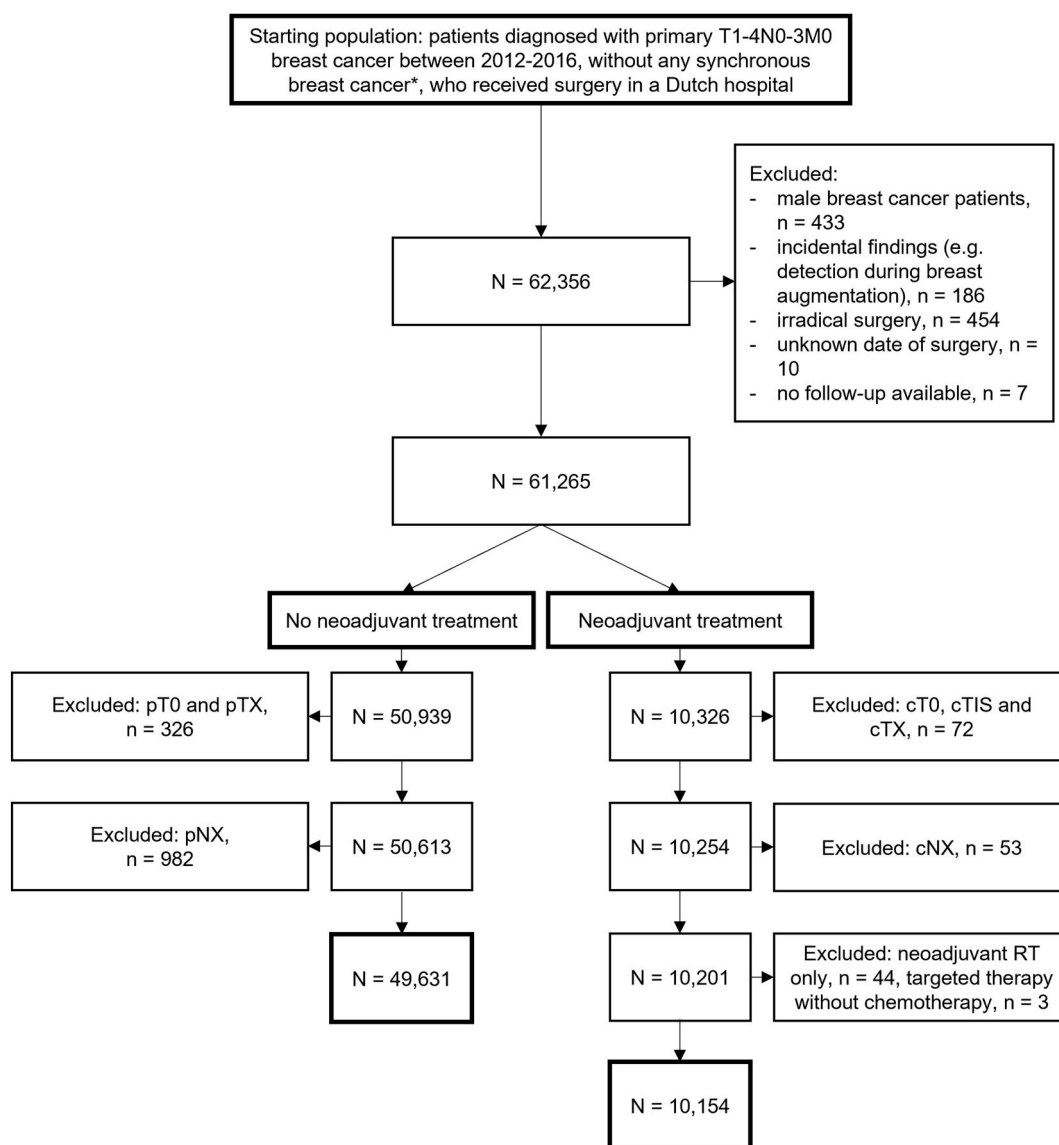 Starting population: patients diagnosed with primary T1-4N0-3M0
breast cancer between 2012-2016, without any synchronous
breast cancer*, who received surgery in a Dutch hospital
Excluded:
- male breast cancer patients,
n = 433
- incidental findings (e.g.
detection during breast
augmentation), n = 186
- irradical surgery, n = 454
- unknown date of surgery, n =
10
- no follow-up available, n = 7
N = 62,356
N = 61,265
No neoadjuvant treatment
Neoadjuvant treatment
Excluded: pT0 and pTX,
n = 326
N = 50,939
N = 10,326
Excluded: cT0, cTIS and
cTX, n = 72
Excluded: pNX,
n = 982
N = 50,613
N = 10,254
Excluded: cNX, n = 53
N = 49,631
N = 10,201
Excluded: neoadjuvant RT
only, n = 44, targeted therapy
without chemotherapy, n = 3
N = 10,154